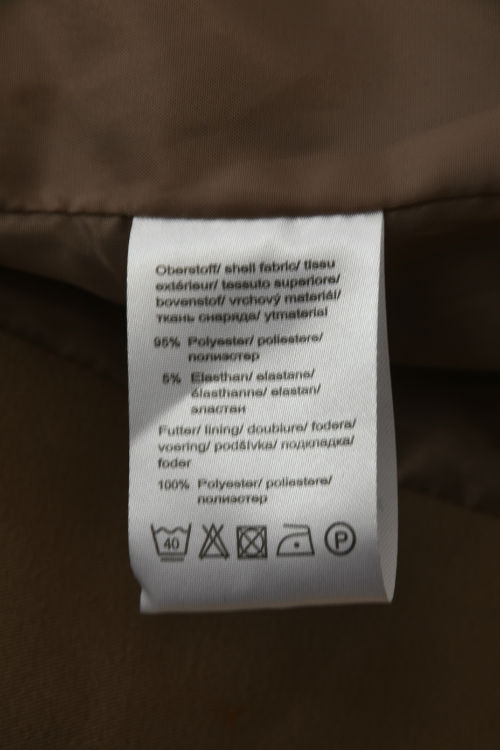 Oberstoff/ shell fabric/ tissu
extérieur/ tessuto superiore/
bovenstof/ vrchový materiál/
ткань снаряда/ ytmaterial
95% Polyester/ poliestere/
полиэстер
5% Elasthan/ elastane/
élasthanne/ elastan/
эластан
Futter/ lining/ doublure/ fodera/
voering/ podšívka/ подкладка/
foder
100% Polyester/ poliestere/
полиэстер
40 P